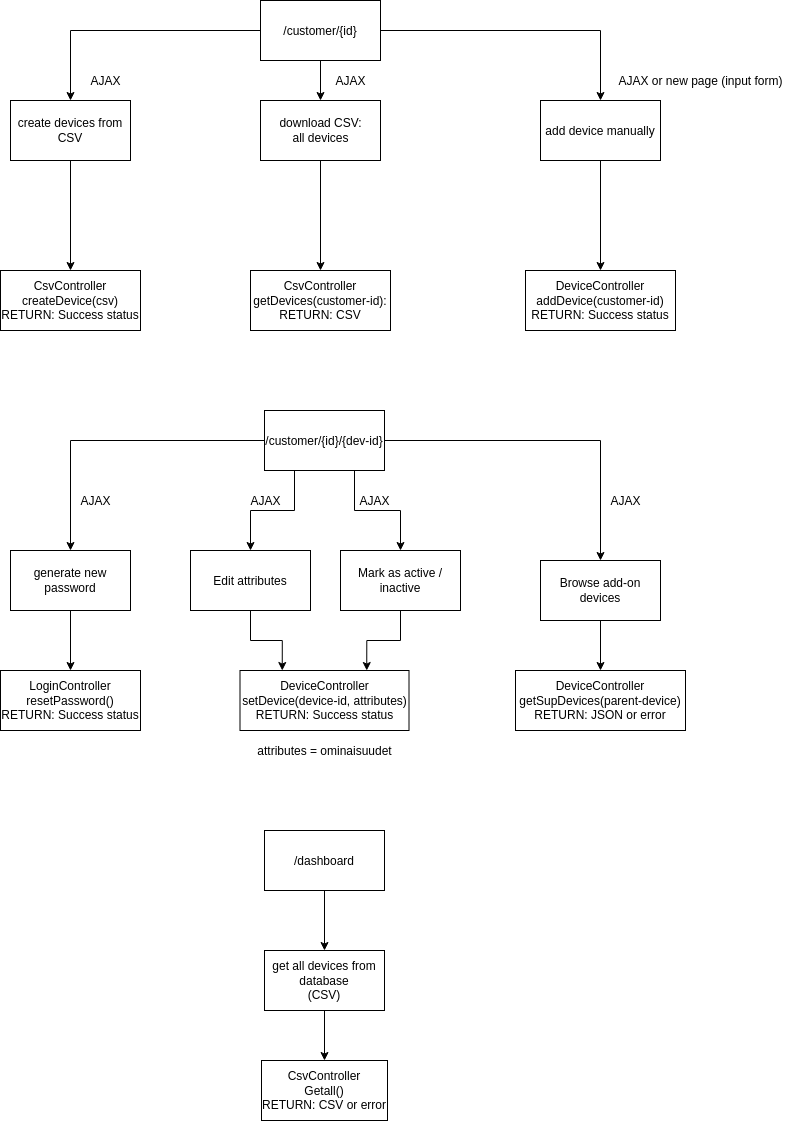 /customer/{id}
AJAX
AJAX
AJAX or new page (input form)
create devices from
CSV
download CSV:
all devices
add device manually
CsvController
createDevice(csv)
RETURN: Success status
CsvController
getDevices(customer-id):
RETURN: CSV
DeviceController
addDevice(customer-id)
RETURN: Success status
/customer/{id}/{dev-id}
AJAX
AJAX
AJAX
AJAX
generate new
password
Edit attributes
Mark as active /
inactive
Browse add-on
devices
LoginController
resetPassword()
RETURN: Success status
DeviceController
setDevice(device-id, attributes)
RETURN: Success status
DeviceController
getSupDevices(parent-device)
RETURN: JSON or error
attributes = ominaisuudet
/dashboard
get all devices from
database
(CSV)
CsvController
Getall()
RETURN: CSV or error